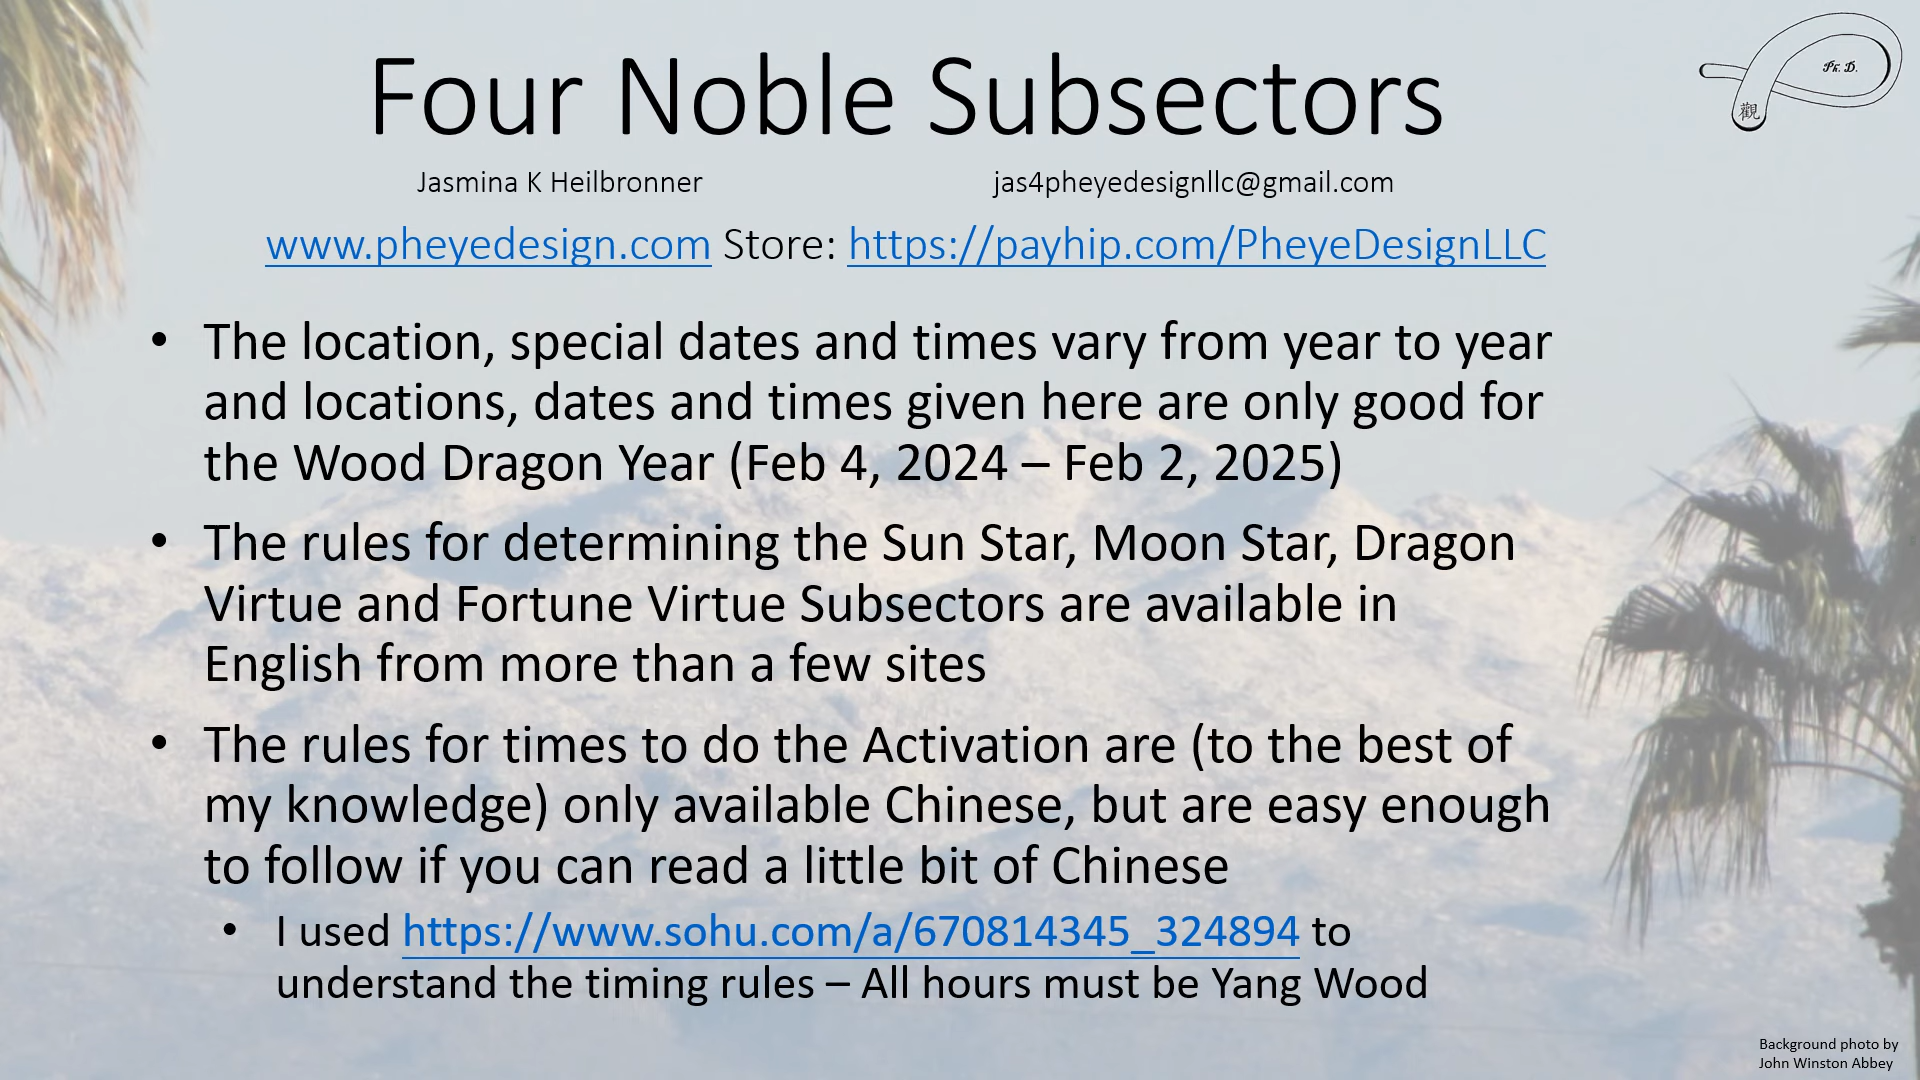 Four Noble Subsectors
Ph. D.
觀
Jasmina K Heilbronner jas4pheyedesignllc@gmail.com
www.pheyedesign.com Store: https://payhip.com/PheyeDesignLLC
• The location, special dates and times vary from year to year
and locations, dates and times given here are only good for
the Wood Dragon Year (Feb 4, 2024 – Feb 2, 2025)
• The rules for determining the Sun Star, Moon Star, Dragon
Virtue and Fortune Virtue Subsectors are available in
English from more than a few sites
• The rules for times to do the Activation are (to the best of
my knowledge) only available Chinese, but are easy enough
to follow if you can read a little bit of Chinese
• I used https://www.sohu.com/a/670814345_324894 to
understand the timing rules – All hours must be Yang Wood
Background photo by
John Winston Abbey